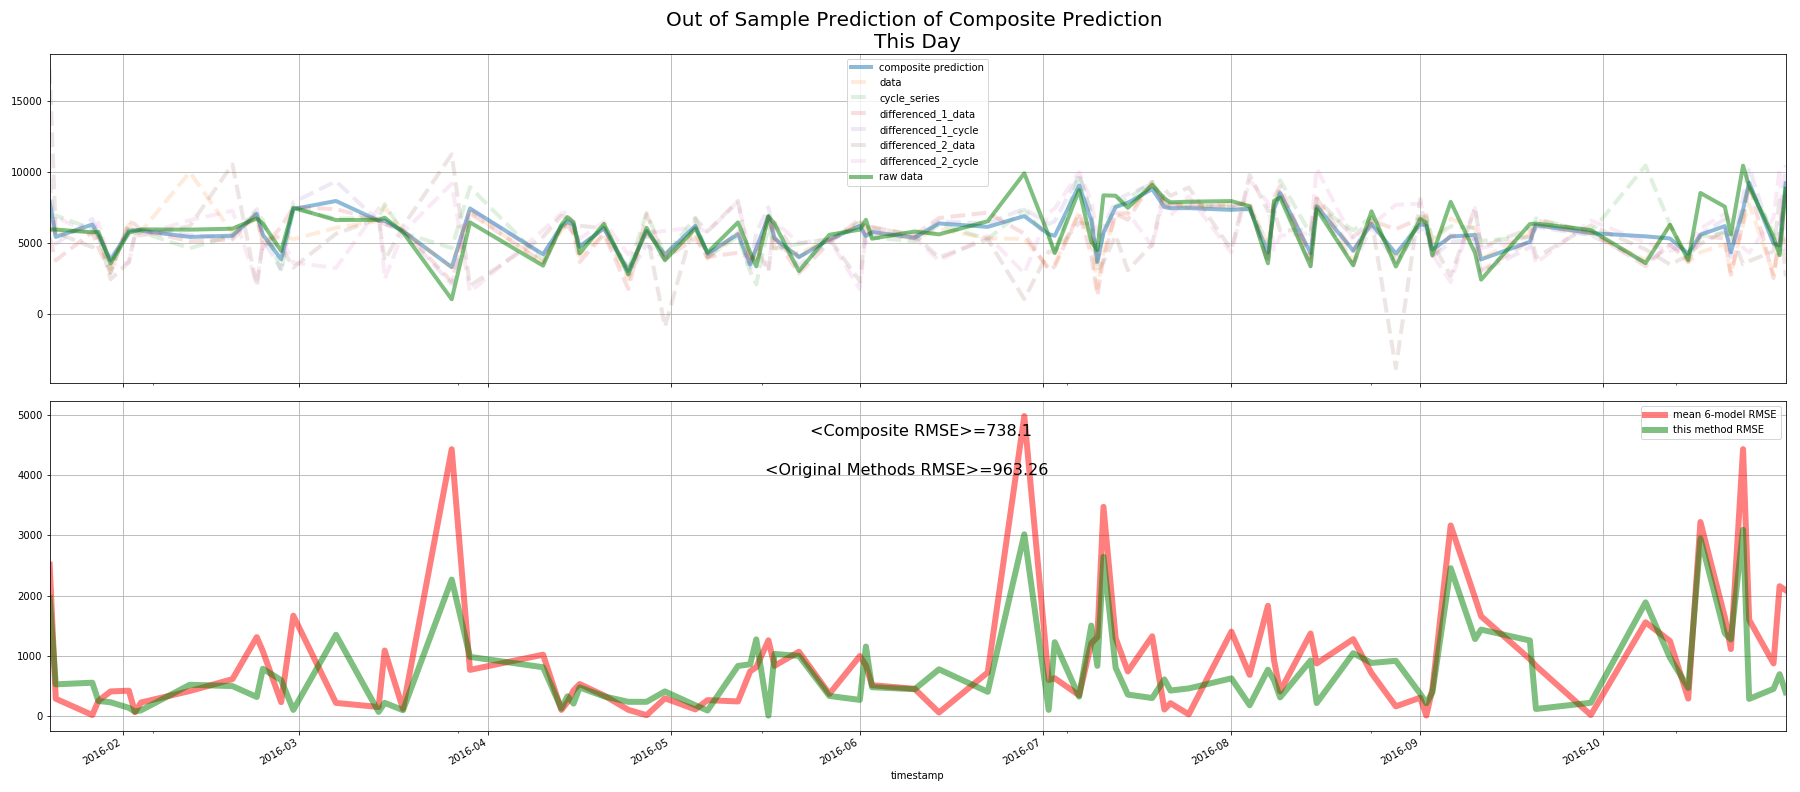 Out of Sample Prediction of Composite Prediction
This Day
composite prediction
data
cycle_series
differenced_1_data
differenced_1_cycle
differenced_2_data
differenced_2_cycle
raw data
15000
10000
5000
0
mean 6-model RMSE
this method RMSE
<Composite RMSE>=738.1
<Original Methods RMSE>=963.26
5000
4000
3000
2000
1000
0
2016-02
2016-03
2016-04
2016-05
2016-06
2016-07
2016-08
2016-09
2016-10
timestamp